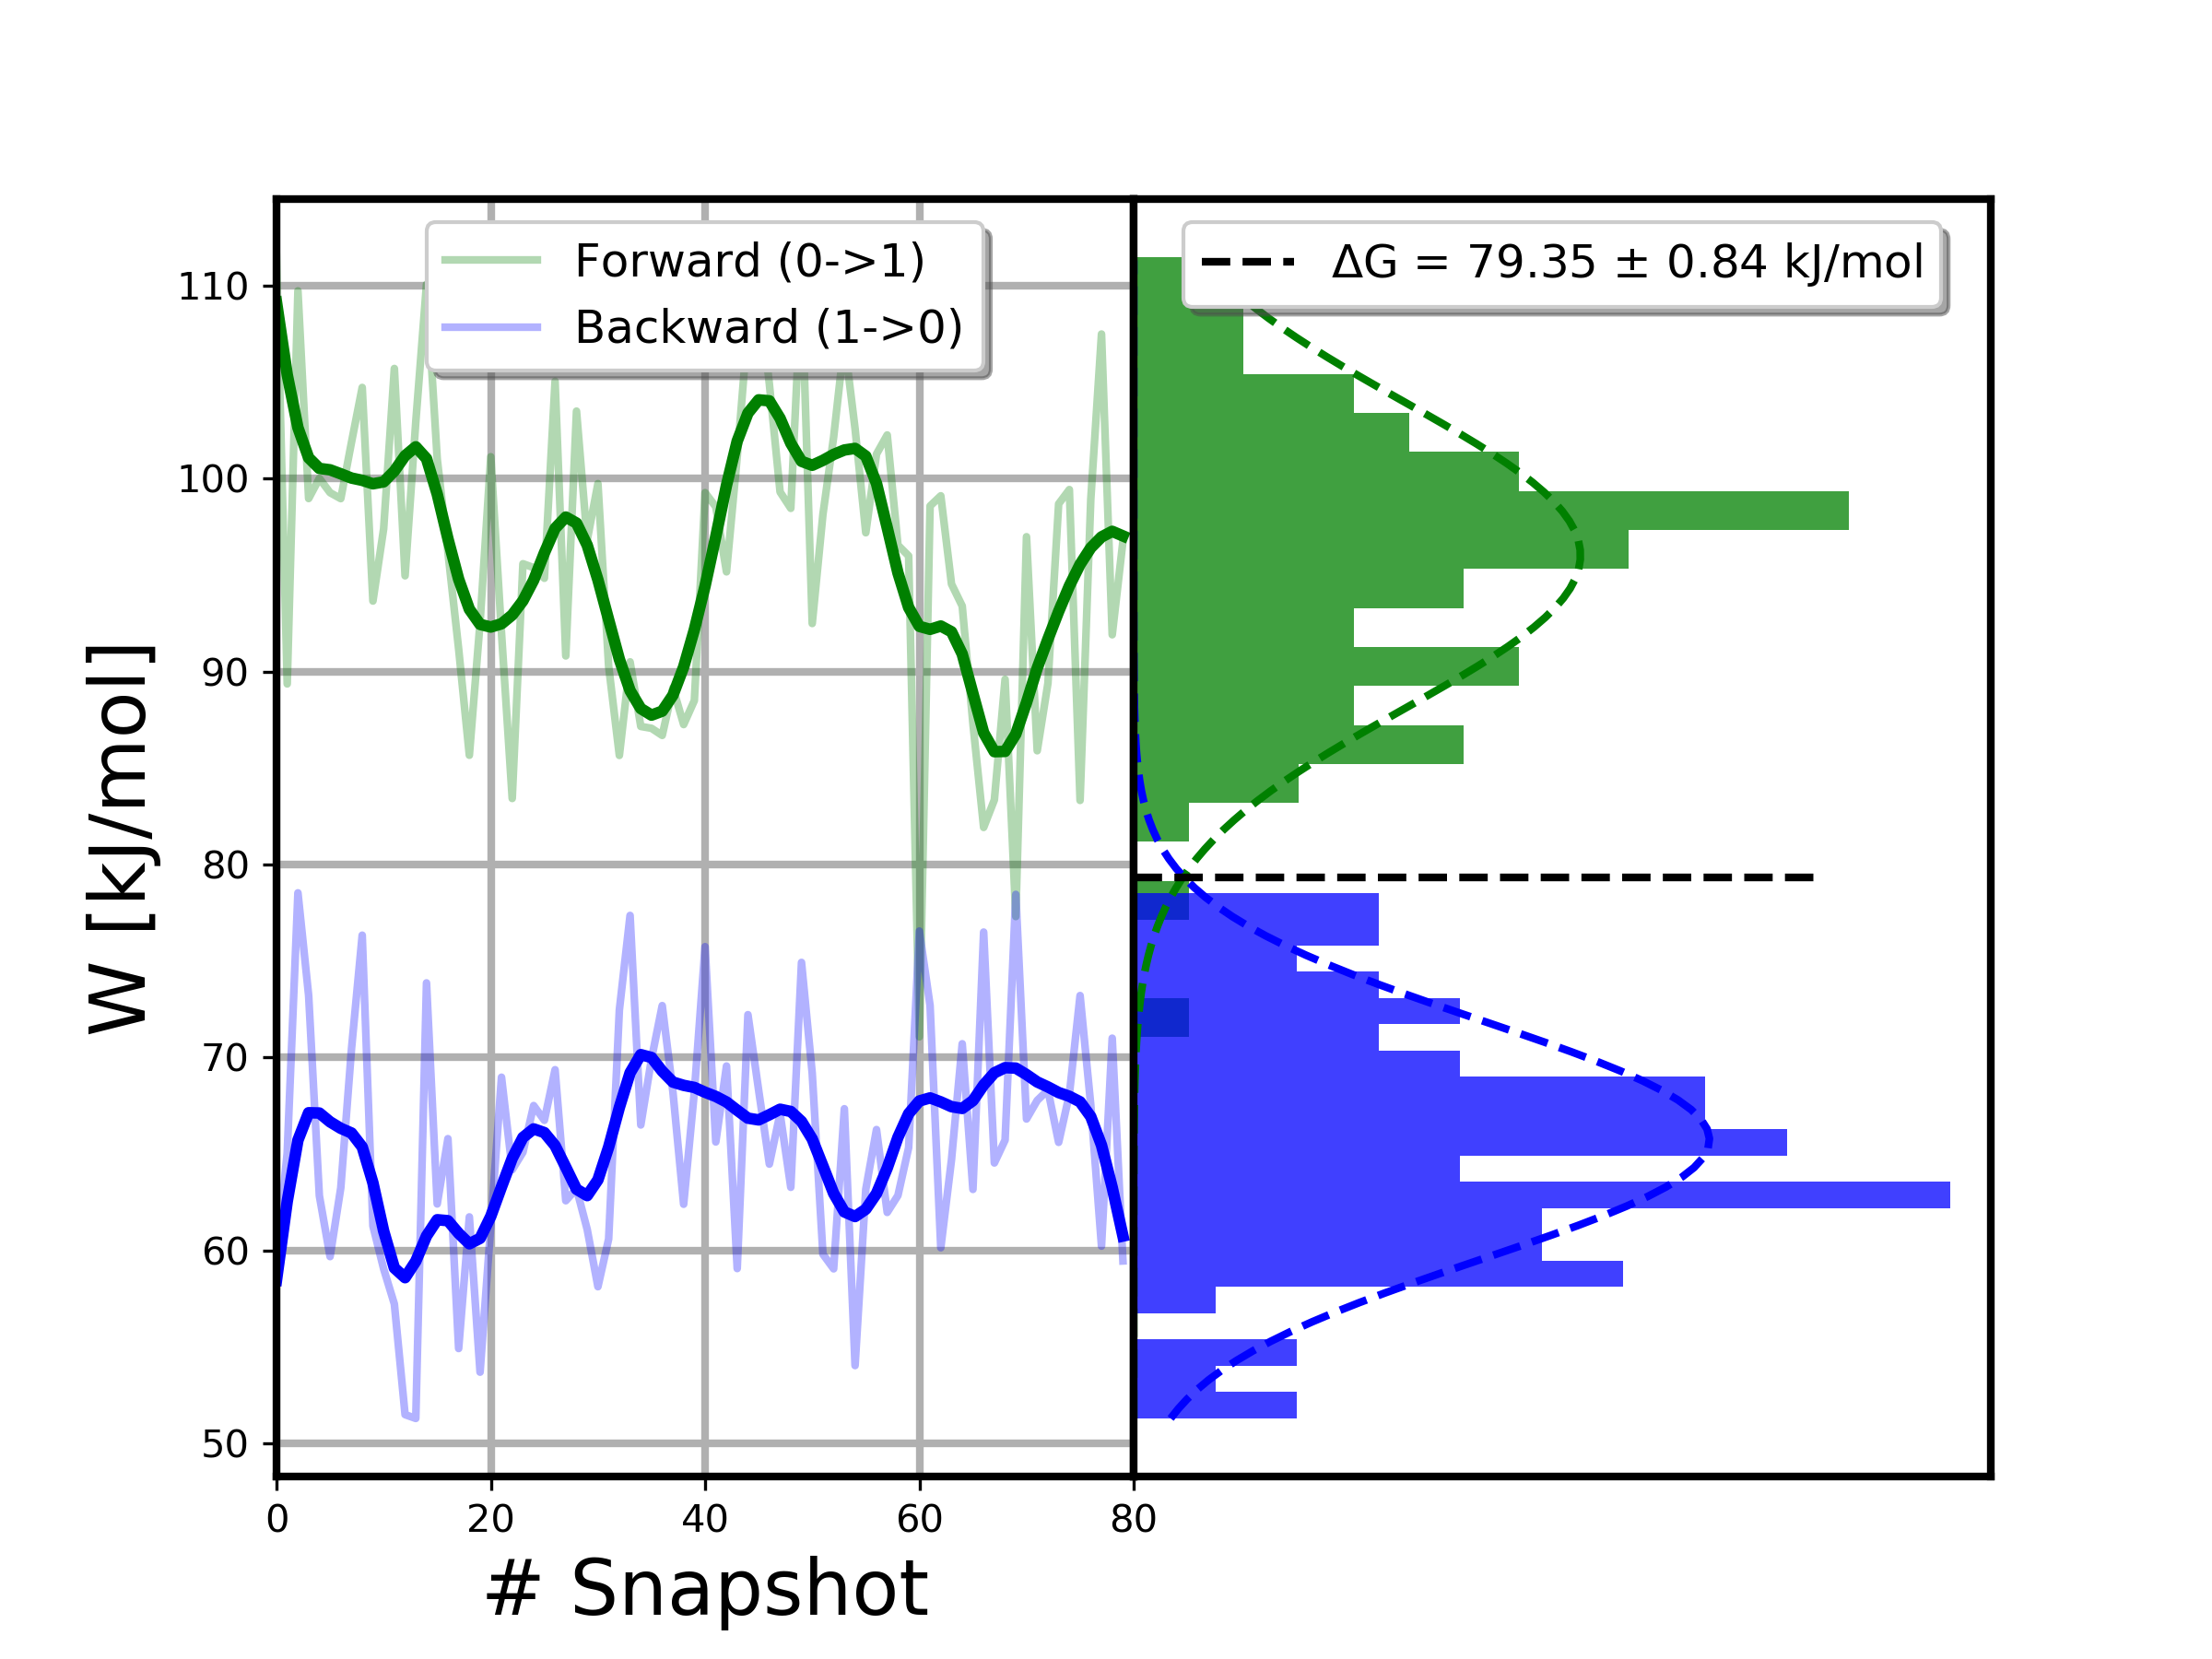 Forward (0->1)
Backward (1->0)
ΔG = 79.35 ± 0.84 kJ/mol
110
100
90
80
70
60
50
W [kJ/mol]
0 20 40 60 80
# Snapshot